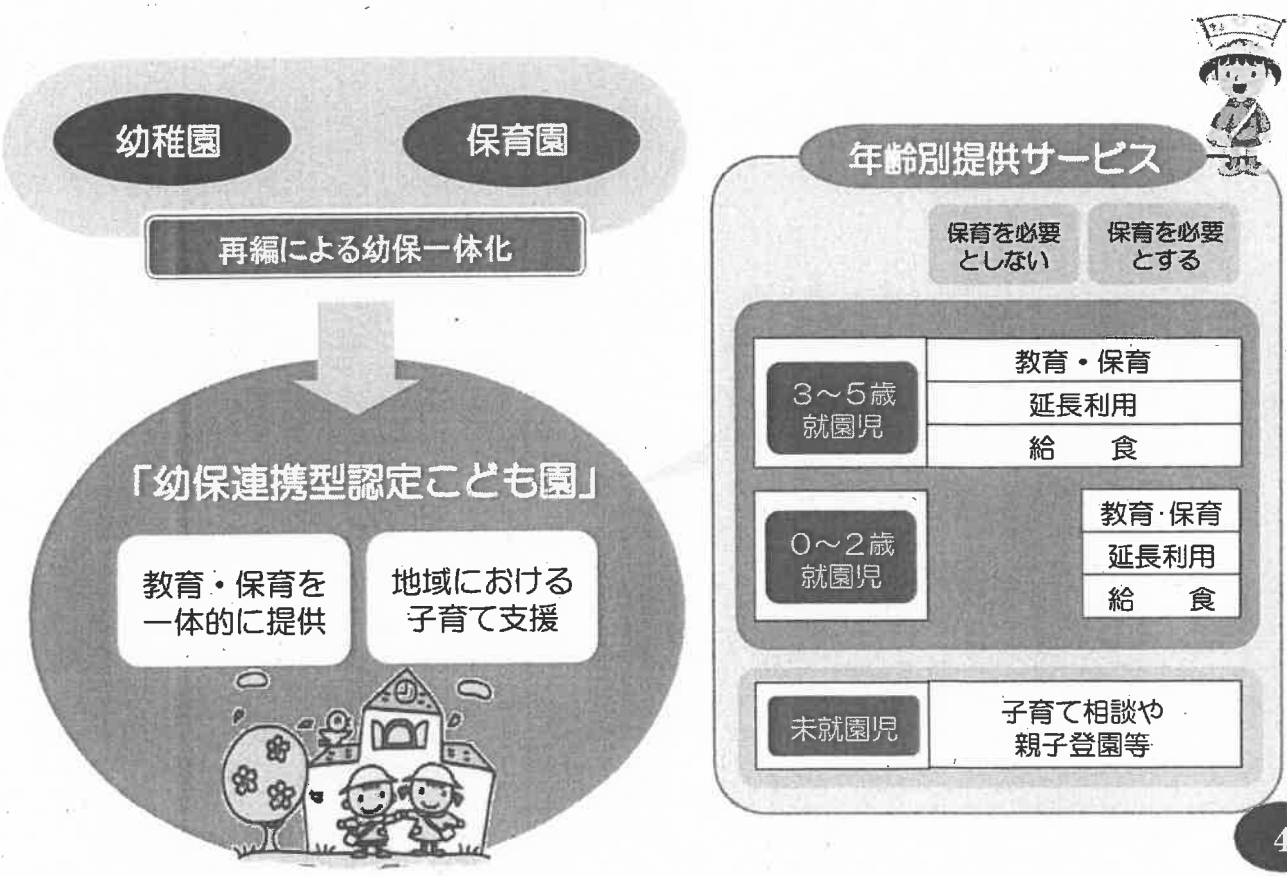 幼稚園
保育園
再編による幼保一体化
「幼保連携型認定こども園」
教育・保育を
一体的に提供
地域における
子育て支援
年齢別提供サービス
保育を必要
としない
保育を必要
とする
3〜5歳
就園児
教育・保育
延長利用
給　食
0〜2歳
就園児
教育・保育
延長利用
給　食
未就園児
子育て相談や
親子登園等
4